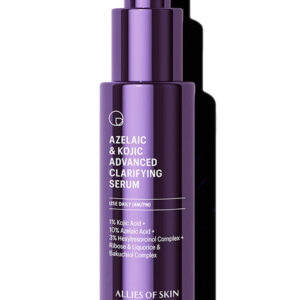 AZELAIC
& KOJIC
ADVANCED
CLARIFYING
SERUM
USE DAILY (AM/PM)
1% Kojic Acid +
10% Azelaic Acid +
3% Hexylresorcinol Complex +
Ribose & Liquorice &
Bakuchiol Complex
ALLIES OF SKIN